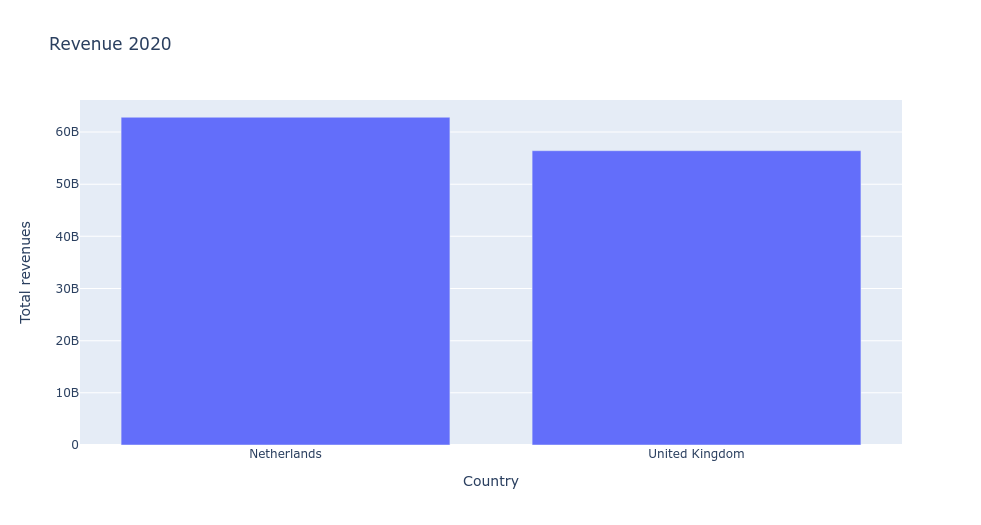 Revenue 2020
60B
50B
40B
30B
20B
10B
0
Total revenues
Netherlands
United Kingdom
Country